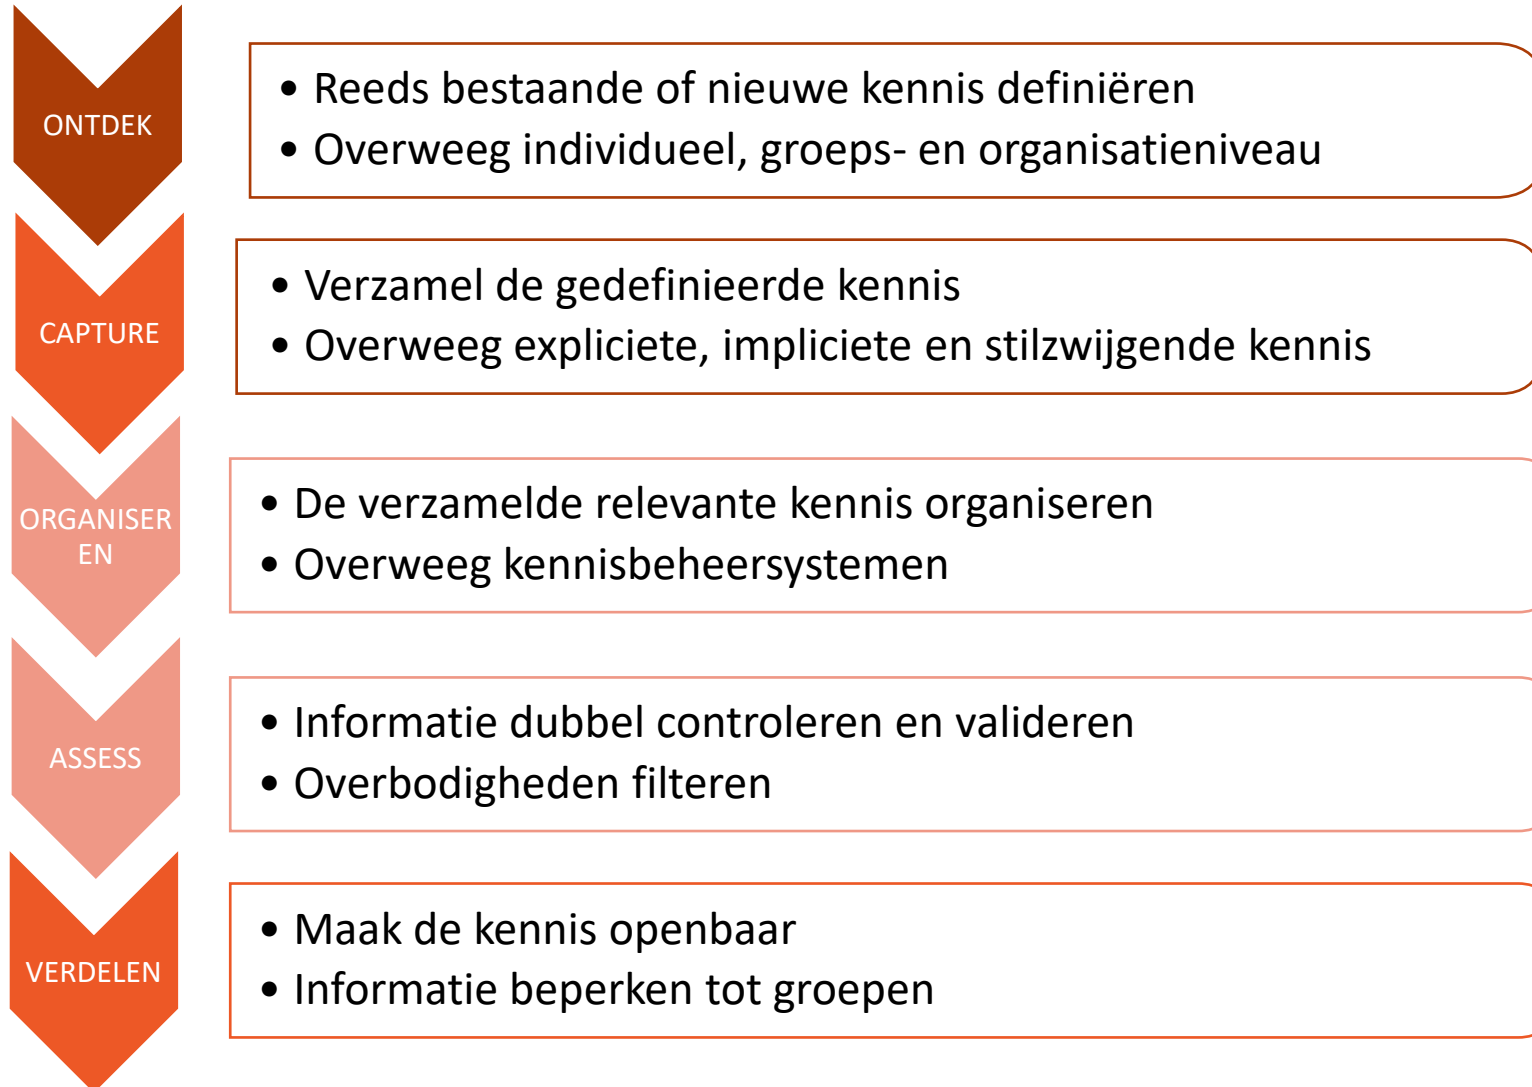 ONTDEK
• Reeds bestaande of nieuwe kennis definiëren
• Overweeg individueel, groeps- en organisatieniveau
CAPTURE
• Verzamel de gedefinieerde kennis
• Overweeg expliciete, impliciete en stilzwijgende kennis
ORGANISER
EN
• De verzamelde relevante kennis organiseren
• Overweeg kennisbeheersystemen
ASSESS
• Informatie dubbel controleren en valideren
• Overbodigheden filteren
VERDELEN
• Maak de kennis openbaar
• Informatie beperken tot groepen